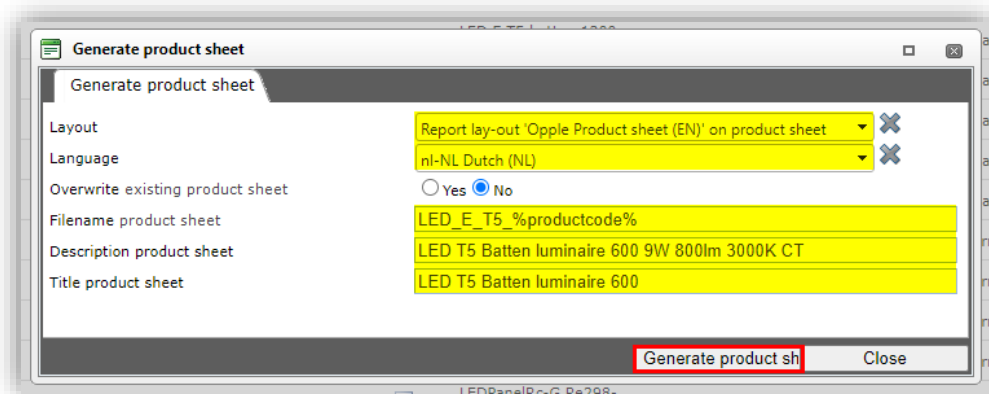 Generate product sheet
Generate product sheet
Layout Report lay-out 'Opple Product sheet (EN)' on product sheet
Language nl-NL Dutch (NL)
Overwrite existing product sheet Yes No
Filename product sheet LED_E_T5_%productcode%
Description product sheet LED T5 Batten luminaire 600 9W 800lm 3000K CT
Title product sheet LED T5 Batten luminaire 600
Generate product sh Close